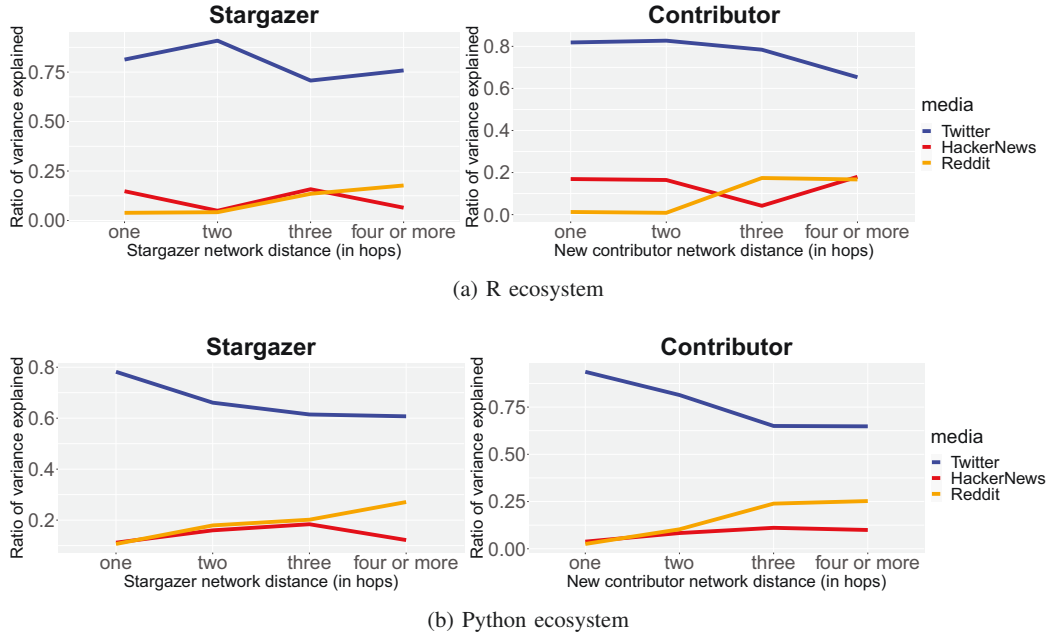 Stargazer
Ratio of variance explained
0.75
0.50
0.25
0.00
one two three four or more
Stargazer network distance (in hops)
Contributor
Ratio of variance explained
0.8
0.6
0.4
0.2
0.0
one two three four or more
New contributor network distance (in hops)
media
Twitter
HackerNews
Reddit
(a) R ecosystem
Stargazer
Ratio of variance explained
0.8
0.6
0.4
0.2
one two three four or more
Stargazer network distance (in hops)
Contributor
Ratio of variance explained
0.75
0.50
0.25
0.00
one two three four or more
New contributor network distance (in hops)
media
Twitter
HackerNews
Reddit
(b) Python ecosystem